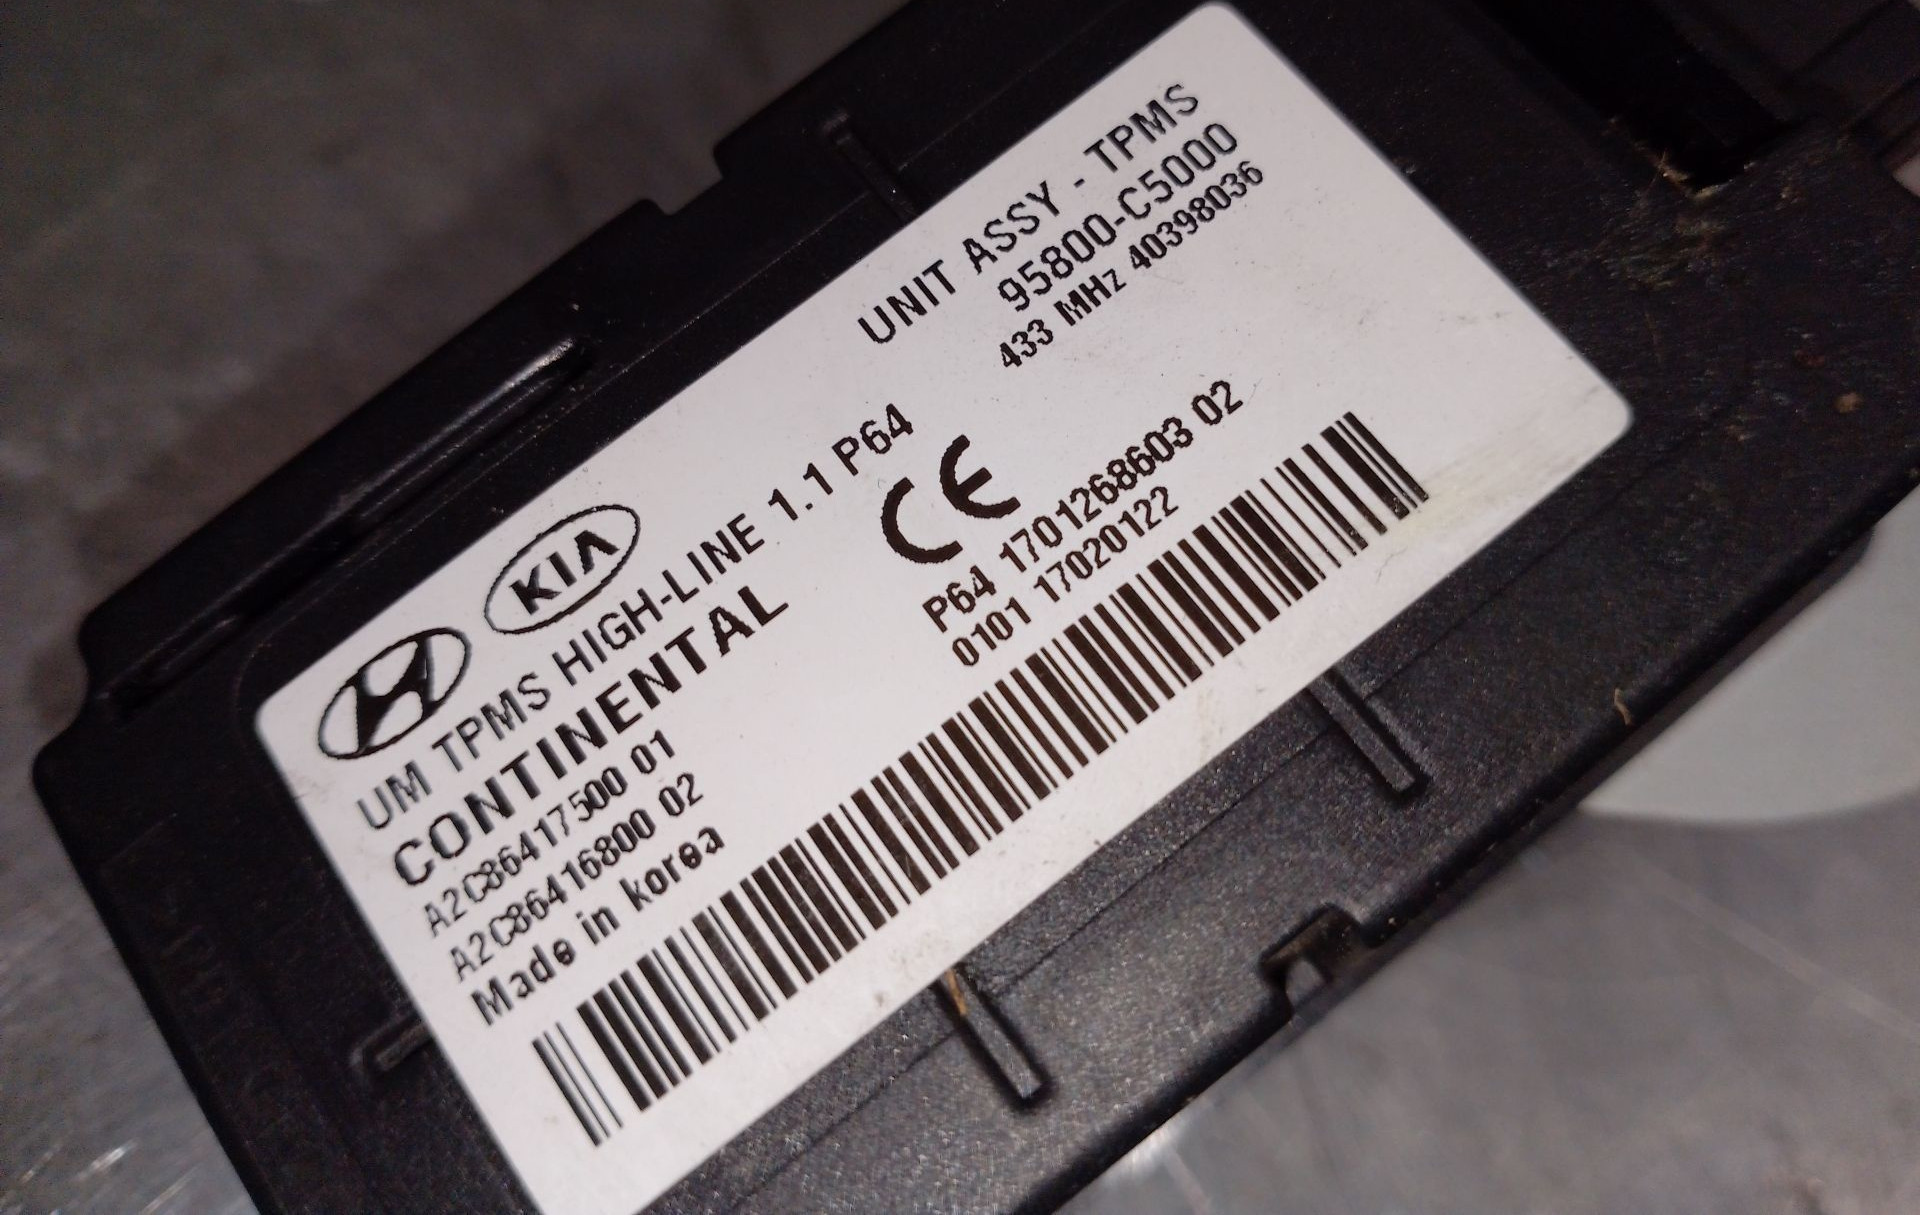 UNIT ASSY - TPMS
95800-C5000
433 MHz 40398036
KIA
UM TPMS HIGH-LINE 1.1 P64
CONTINENTAL
A2C86417500 01
A2C86416800 02
Made in korea
CE
P64 1701268603 02
0101 17020122